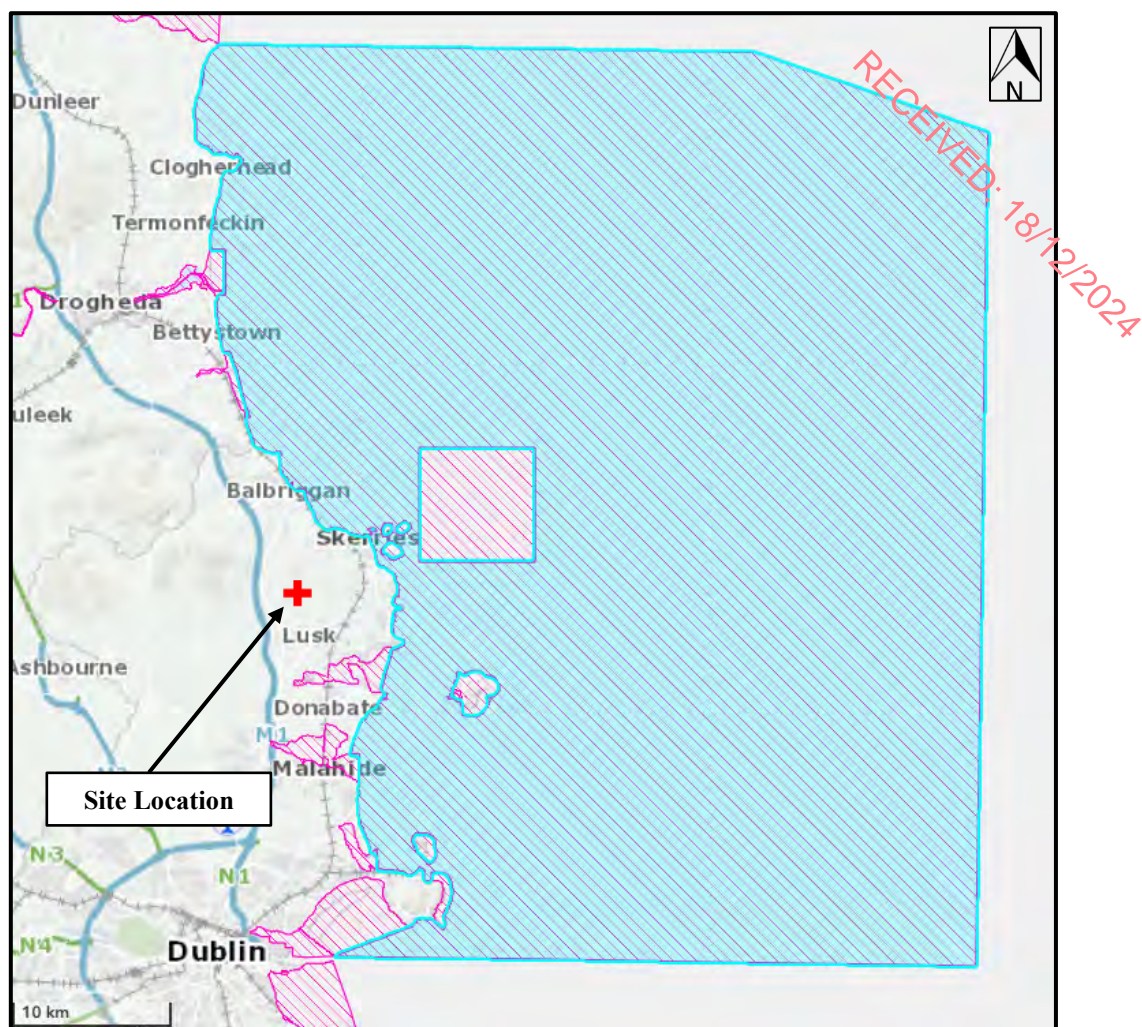 N
RECEIVED: 18/12/2024
Dunleer
Clogherhead
Termonfeckin
Drogheda
Bettystown
uleek
Balbriggan
Skerries
Lusk
Ashbourne
Donabate
M1
Malahide
Site Location
N3
N1
N4
Dublin
10 km